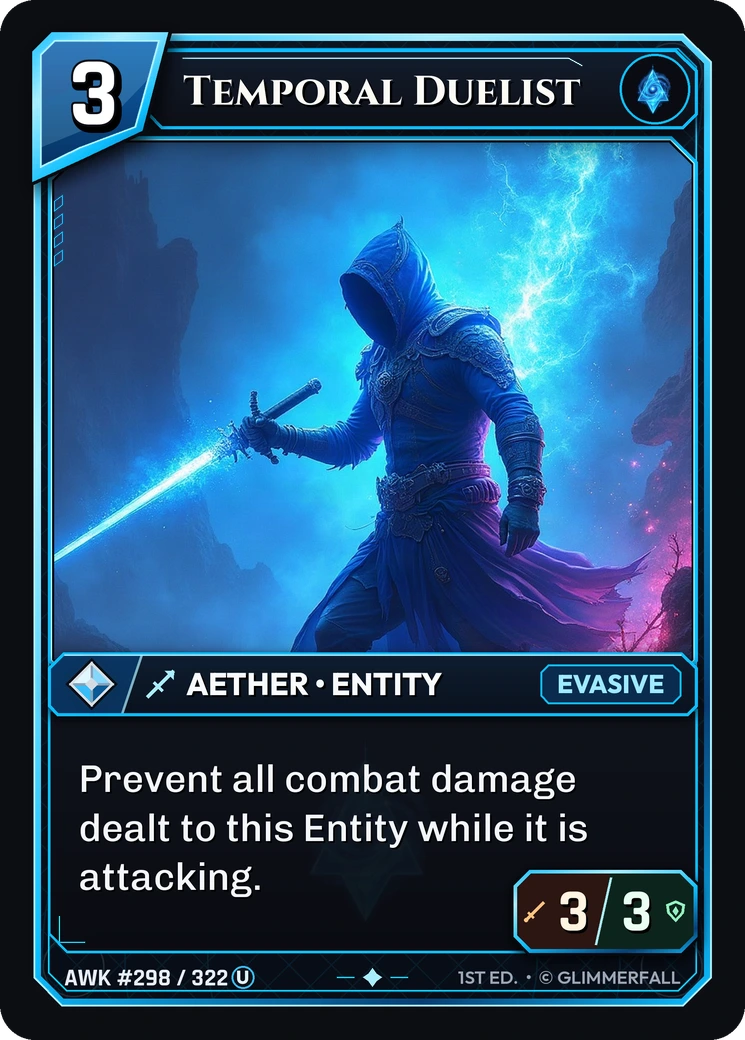 3
TEMPORAL DUELIST
AETHER • ENTITY
EVASIVE
Prevent all combat damage
dealt to this Entity while it is
attacking.
3 / 3
AWK #298 / 322 U
1ST ED. • © GLIMMERFALL